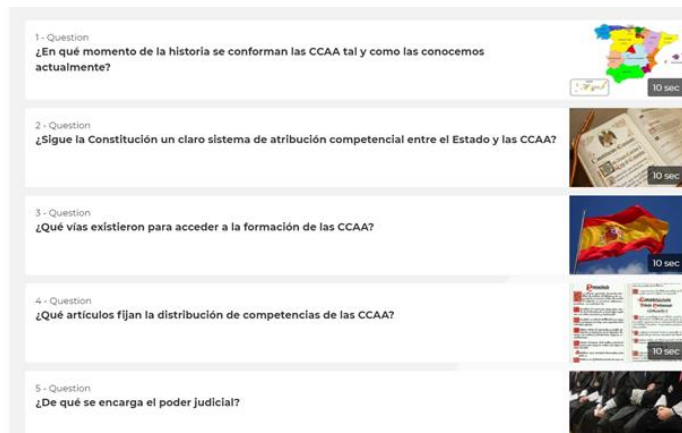 1 - Question
¿En qué momento de la historia se conforman las CCAA tal y como las conocemos
actualmente?
10 sec
2 - Question
¿Sigue la Constitución un claro sistema de atribución competencial entre el Estado y las CCAA?
10 sec
3 - Question
¿Qué vías existieron para acceder a la formación de las CCAA?
10 sec
4 - Question
¿Qué artículos fijan la distribución de competencias de las CCAA?
10 sec
5 - Question
¿De qué se encarga el poder judicial?